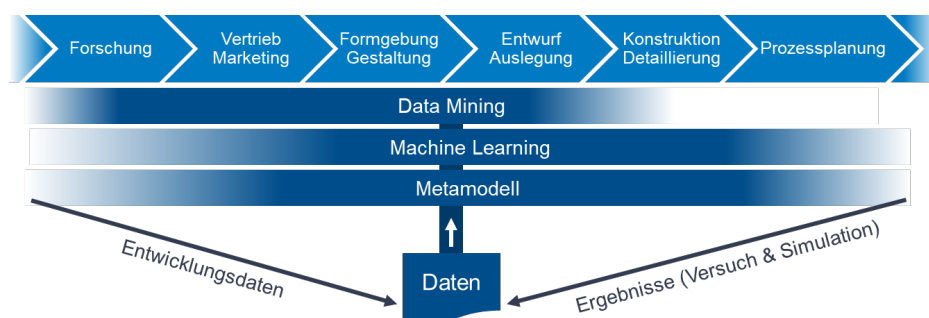 Forschung
Vertrieb
Marketing
Formgebung
Gestaltung
Entwurf
Auslegung
Konstruktion
Detaillierung
Prozessplanung
Data Mining
Machine Learning
Metamodell
Entwicklungsdaten
Daten
Ergebnisse (Versuch & Simulation)